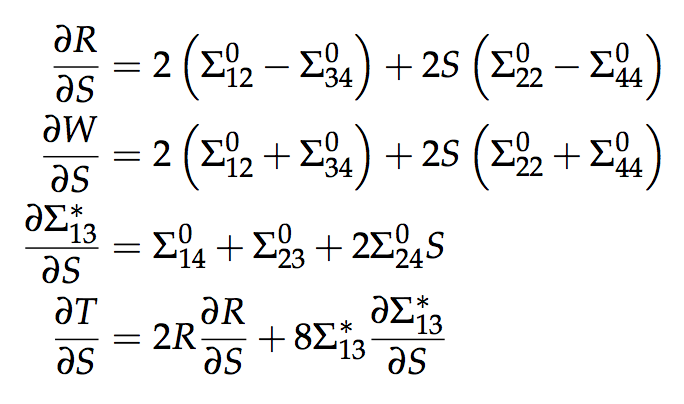 ∂R/∂S = 2 (Σ⁰₁₂ − Σ⁰₃₄) + 2S (Σ⁰₂₂ − Σ⁰₄₄)
∂W/∂S = 2 (Σ⁰₁₂ + Σ⁰₃₄) + 2S (Σ⁰₂₂ + Σ⁰₄₄)
∂Σ*₁₃/∂S = Σ⁰₁₄ + Σ⁰₂₃ + 2Σ⁰₂₄S
∂T/∂S = 2R ∂R/∂S + 8Σ*₁₃ ∂Σ*₁₃/∂S